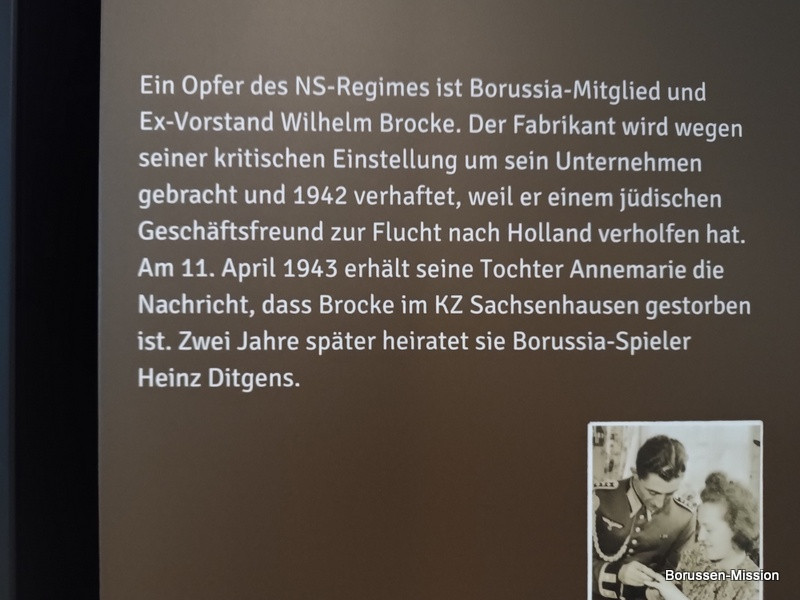 Ein Opfer des NS-Regimes ist Borussia-Mitglied und
Ex-Vorstand Wilhelm Brocke. Der Fabrikant wird wegen
seiner kritischen Einstellung um sein Unternehmen
gebracht und 1942 verhaftet, weil er einem jüdischen
Geschäftsfreund zur Flucht nach Holland verholfen hat.
Am 11. April 1943 erhält seine Tochter Annemarie die
Nachricht, dass Brocke im KZ Sachsenhausen gestorben
ist. Zwei Jahre später heiratet sie Borussia-Spieler
Heinz Ditgens.
Borussen-Mission